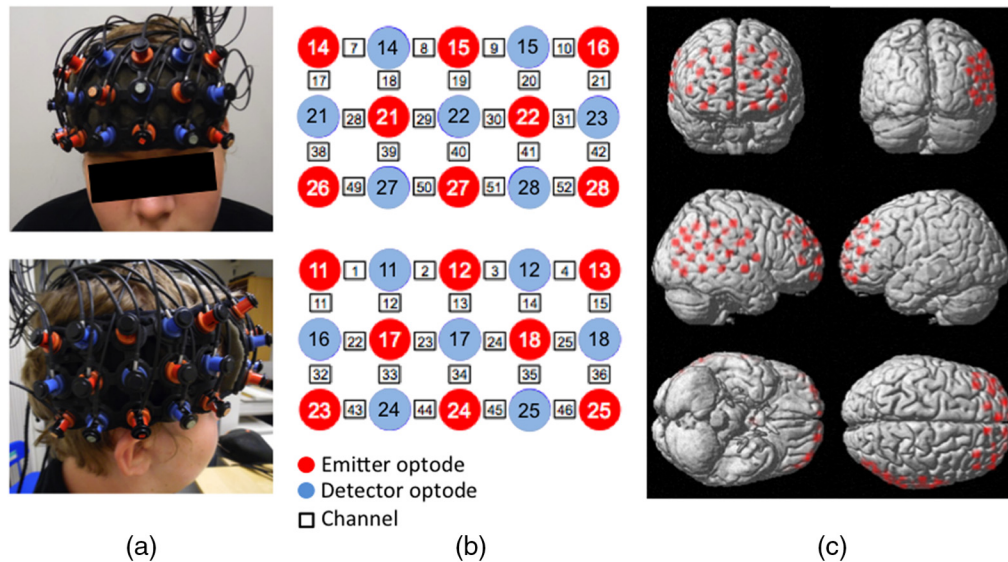 14 7 14 8 15 9 15 10 16
17 18 19 20 21
21 28 21 29 22 30 22 31 23
38 39 40 41 42
26 49 27 50 27 51 28 52 28
11 1 11 2 12 3 12 4 13
11 12 13 14 15
16 22 17 23 17 24 18 25 18
32 33 34 35 36
23 43 24 44 24 45 25 46 25
Emitter optode
Detector optode
Channel
(a) (b) (c)